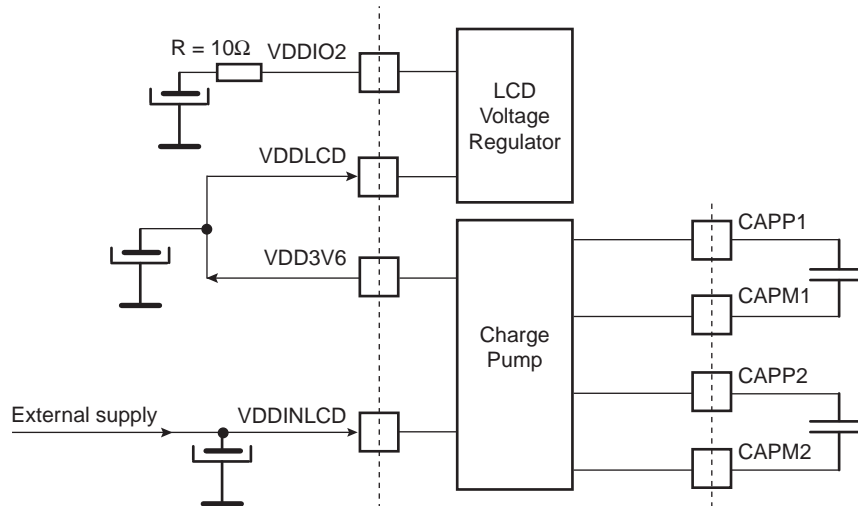 R = 10Ω
VDDIO2
LCD
Voltage
Regulator
VDDLCD
VDD3V6
Charge
Pump
CAPP1
CAPM1
CAPP2
CAPM2
External supply
VDDINLCD